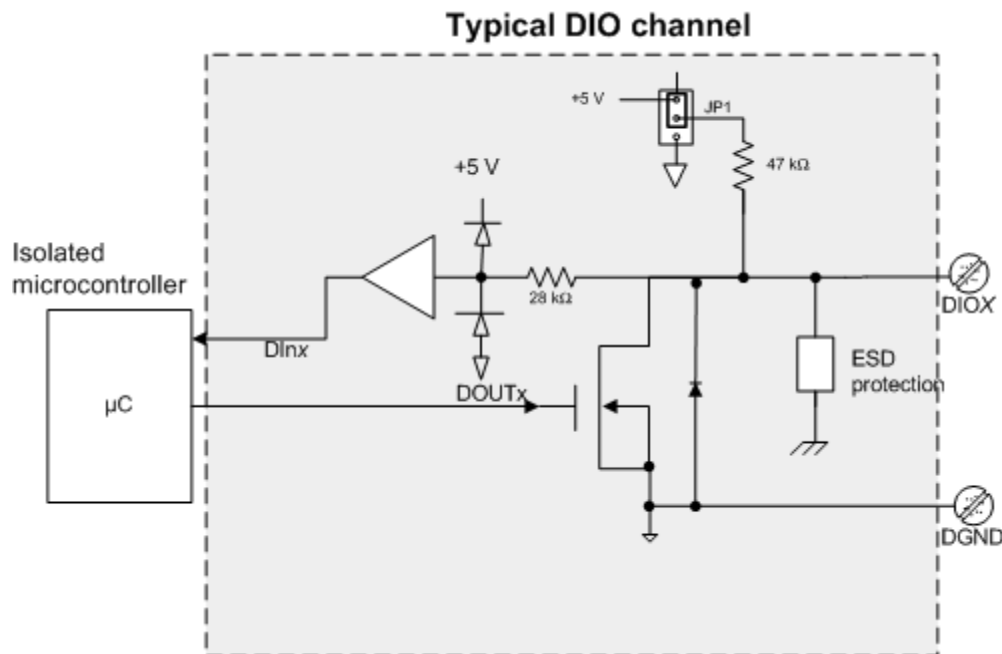 Typical DIO channel
+5 V
JP1
47 kΩ
+5 V
Isolated
microcontroller
28 kΩ
DIOX
DInx
ESD
protection
µC
DOUTx
DGND